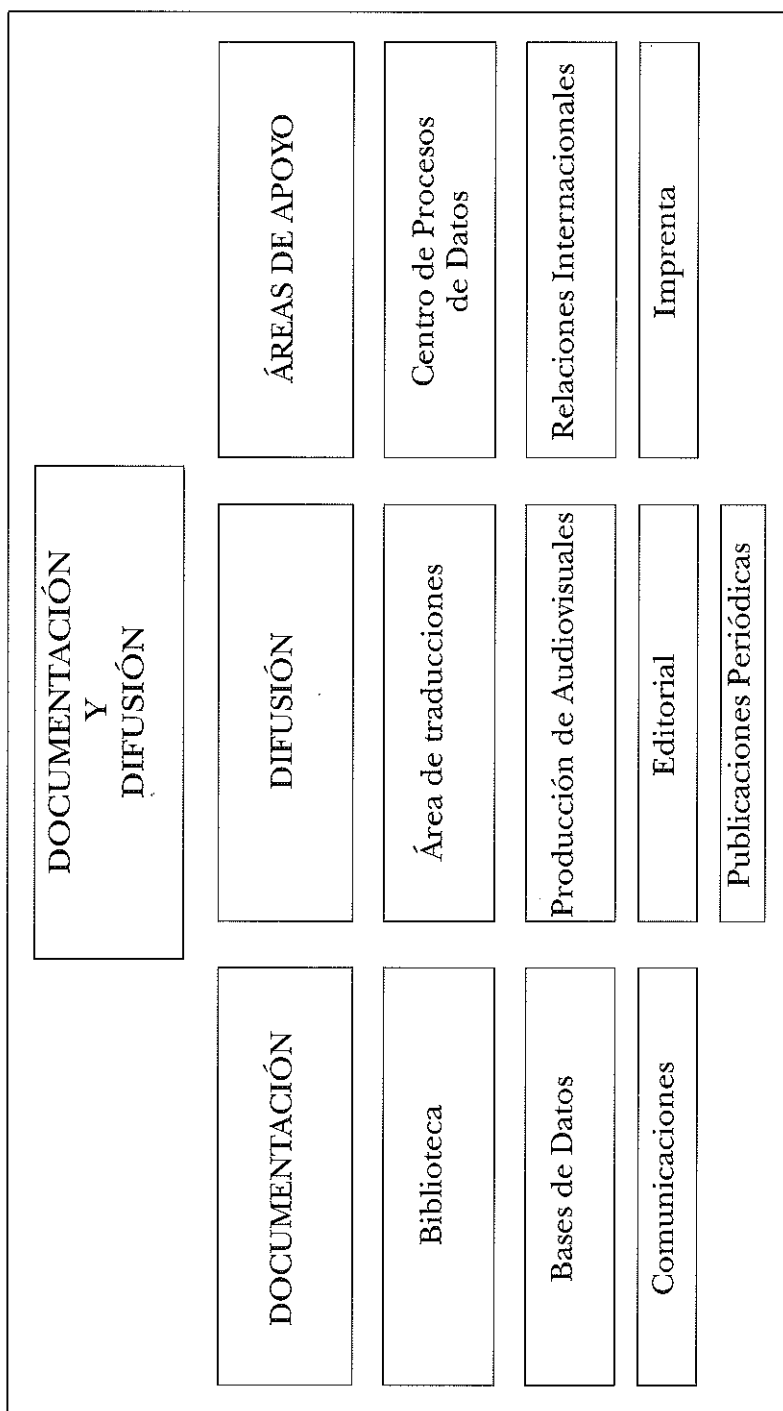 DOCUMENTACIÓN
Y
DIFUSIÓN
DOCUMENTACIÓN
Biblioteca
Bases de Datos
Comunicaciones
DIFUSIÓN
Área de traducciones
Producción de Audiovisuales
Editorial
Publicaciones Periódicas
ÁREAS DE APOYO
Centro de Procesos
de Datos
Relaciones Internacionales
Imprenta